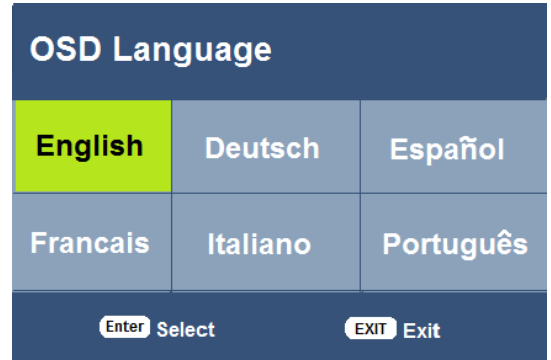 OSD Language
English Deutsch Español
Francais Italiano Português
Enter Select EXIT Exit